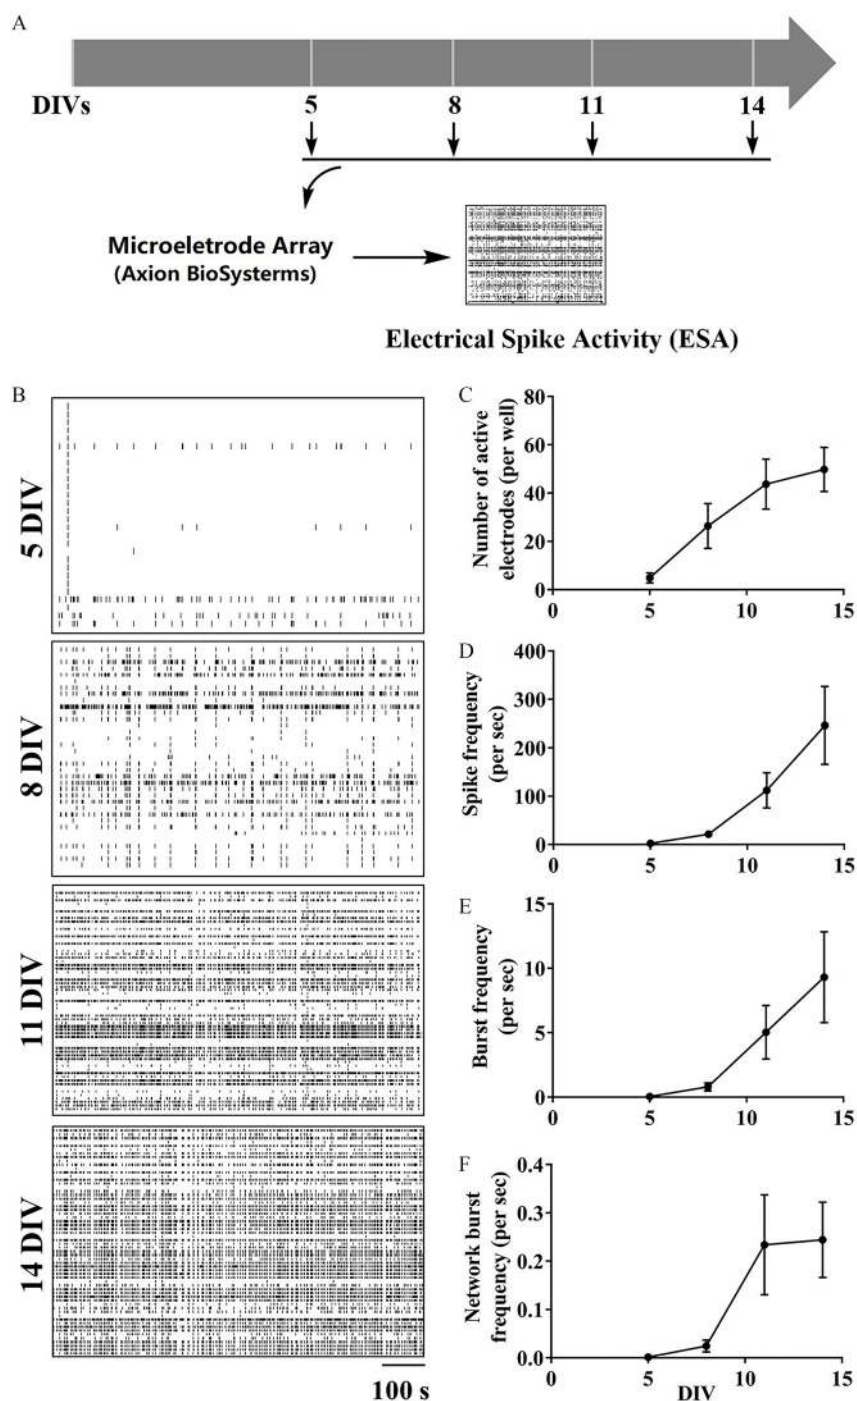 A
DIVs 5 8 11 14
Microeletrode Array
(Axion BioSysterms)
Electrical Spike Activity (ESA)
B
5 DIV
8 DIV
11 DIV
14 DIV
100 s
C
Number of active
electrodes (per well)
80
60
40
20
0
0 5 10 15
D
Spike frequency
(per sec)
400
300
200
100
0
0 5 10 15
E
Burst frequency
(per sec)
15
10
5
0
0 5 10 15
F
Network burst
frequency (per sec)
0.4
0.3
0.2
0.1
0.0
0 5 10 15
DIV